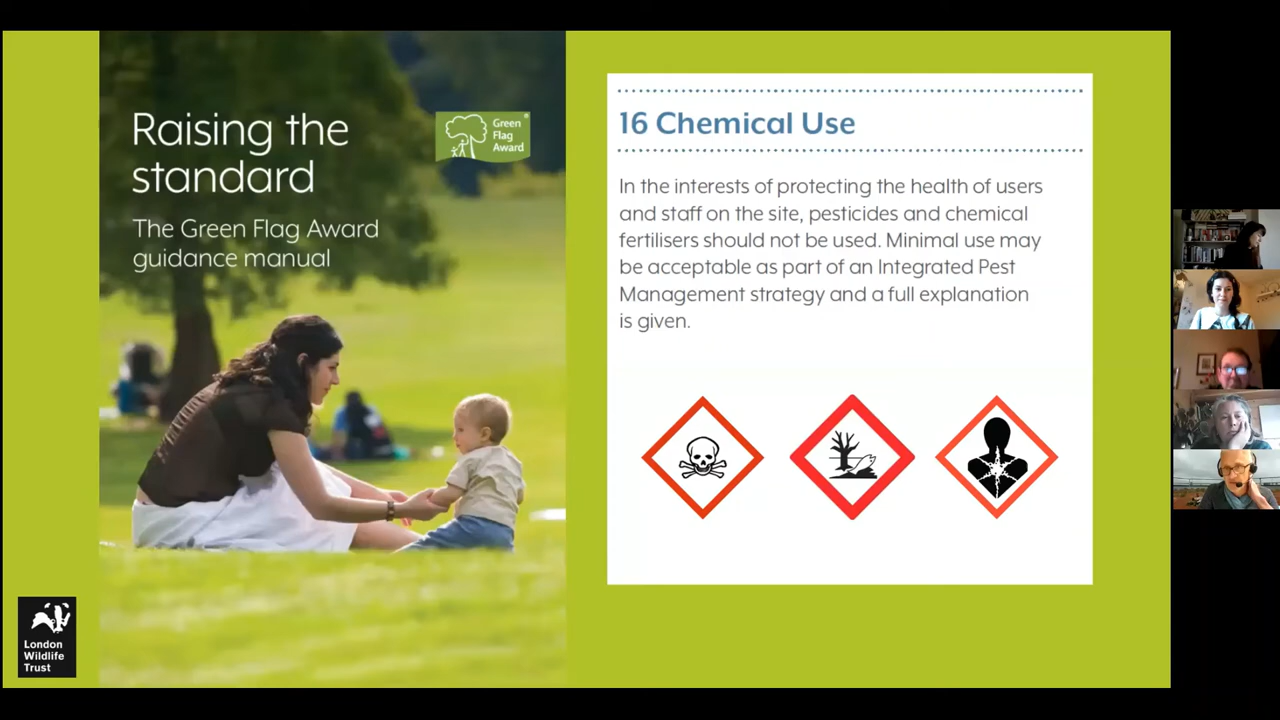 Raising the
standard
The Green Flag Award
guidance manual
Green
Flag
Award
®
16 Chemical Use
In the interests of protecting the health of users
and staff on the site, pesticides and chemical
fertilisers should not be used. Minimal use may
be acceptable as part of an Integrated Pest
Management strategy and a full explanation
is given.
London
Wildlife
Trust